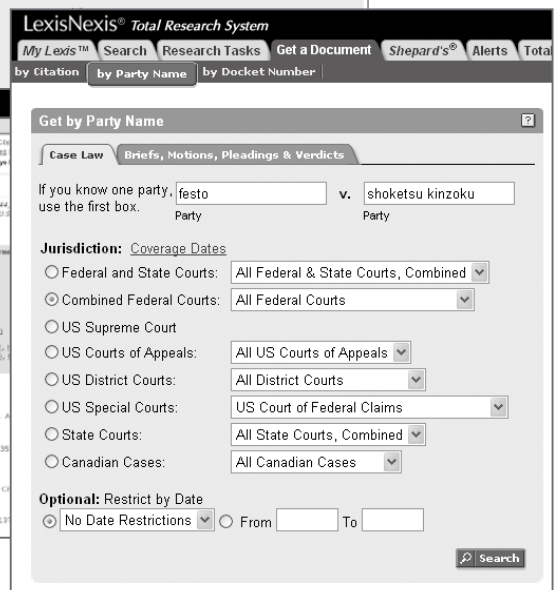 LexisNexis® Total Research System
My Lexis™ Search Research Tasks Get a Document Shepard's® Alerts Total
by Citation by Party Name by Docket Number
Get by Party Name ?
Case Law Briefs, Motions, Pleadings & Verdicts
If you know one party, festo v. shoketsu kinzoku
use the first box.
Party Party
Jurisdiction: Coverage Dates
Federal and State Courts: All Federal & State Courts, Combined
Combined Federal Courts: All Federal Courts
US Supreme Court
US Courts of Appeals: All US Courts of Appeals
US District Courts: All District Courts
US Special Courts: US Court of Federal Claims
State Courts: All State Courts, Combined
Canadian Cases: All Canadian Cases
Optional: Restrict by Date
No Date Restrictions From To
Search